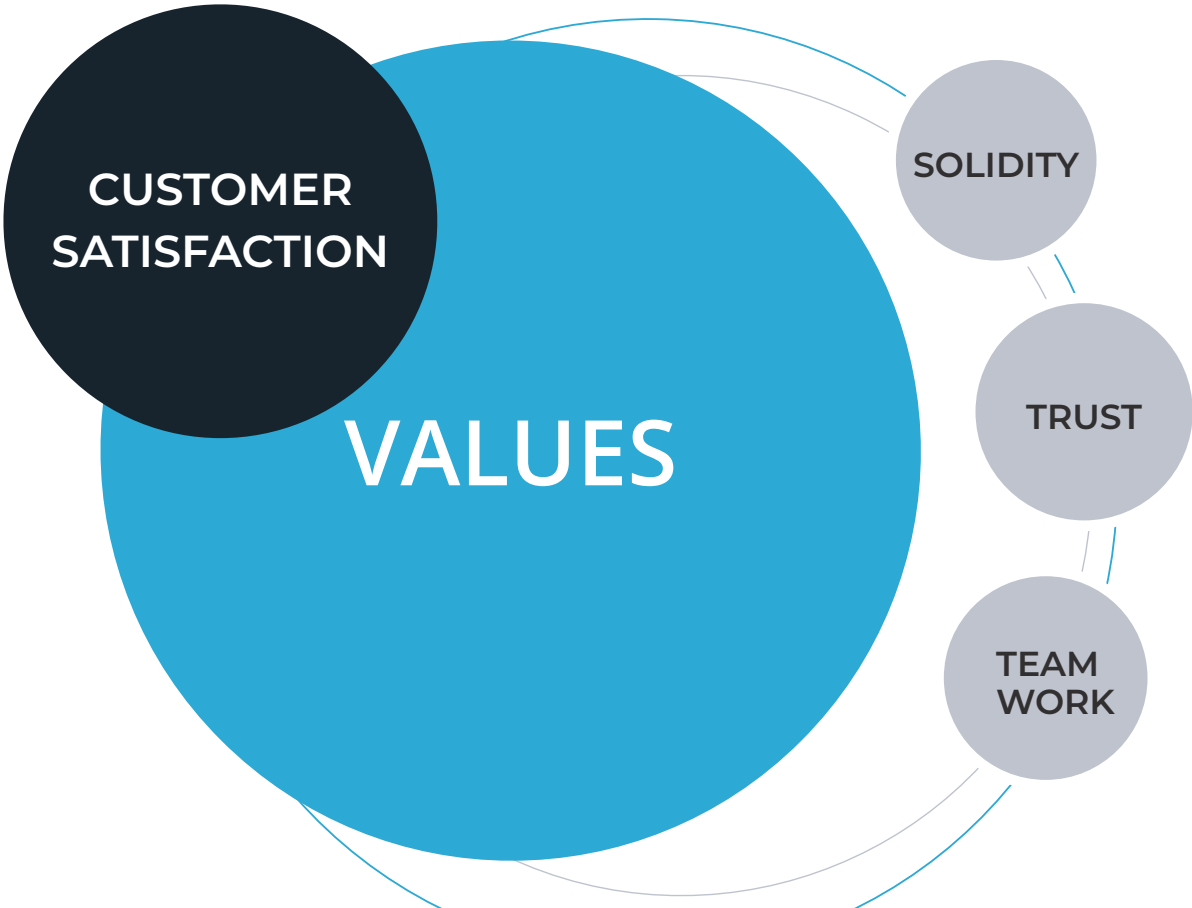 CUSTOMER
SATISFACTION
VALUES
SOLIDITY
TRUST
TEAM
WORK